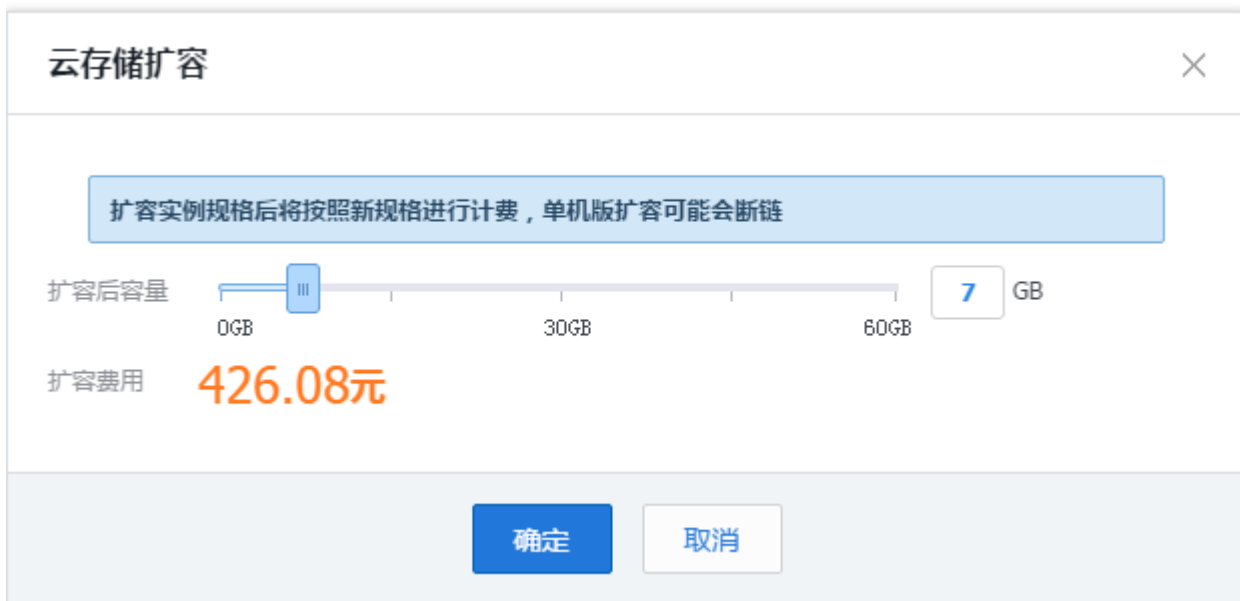 云存储扩容
扩容实例规格后将按照新规格进行计费，单机版扩容可能会断链
扩容后容量
7 GB
0GB 30GB 60GB
扩容费用 426.08元
确定 取消